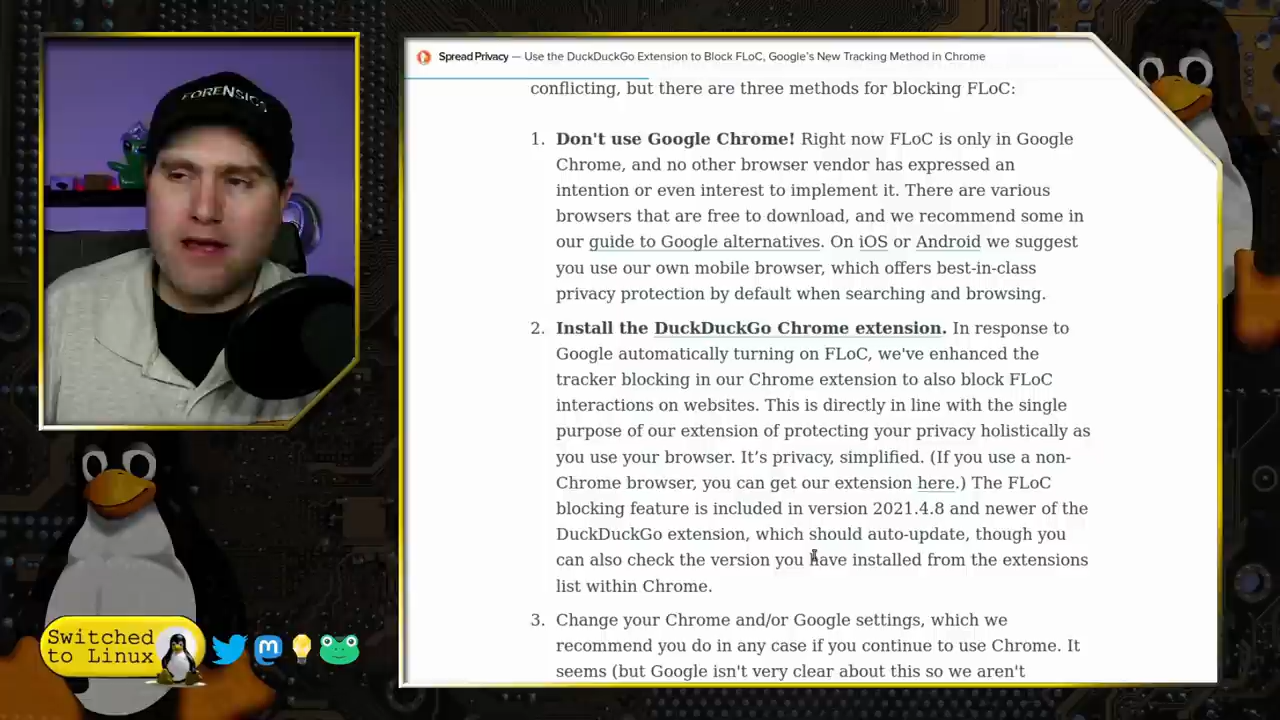 FORENSICS
Spread Privacy — Use the DuckDuckGo Extension to Block FLoC, Google's New Tracking Method in Chrome
conflicting, but there are three methods for blocking FLoC:
1. Don't use Google Chrome! Right now FLoC is only in Google
Chrome, and no other browser vendor has expressed an
intention or even interest to implement it. There are various
browsers that are free to download, and we recommend some in
our guide to Google alternatives. On iOS or Android we suggest
you use our own mobile browser, which offers best-in-class
privacy protection by default when searching and browsing.
2. Install the DuckDuckGo Chrome extension. In response to
Google automatically turning on FLoC, we've enhanced the
tracker blocking in our Chrome extension to also block FLoC
interactions on websites. This is directly in line with the single
purpose of our extension of protecting your privacy holistically as
you use your browser. It’s privacy, simplified. (If you use a non-
Chrome browser, you can get our extension here.) The FLoC
blocking feature is included in version 2021.4.8 and newer of the
DuckDuckGo extension, which should auto-update, though you
can also check the version you have installed from the extensions
list within Chrome.
3. Change your Chrome and/or Google settings, which we
recommend you do in any case if you continue to use Chrome. It
seems (but Google isn't very clear about this so we aren't
Switched
to Linux